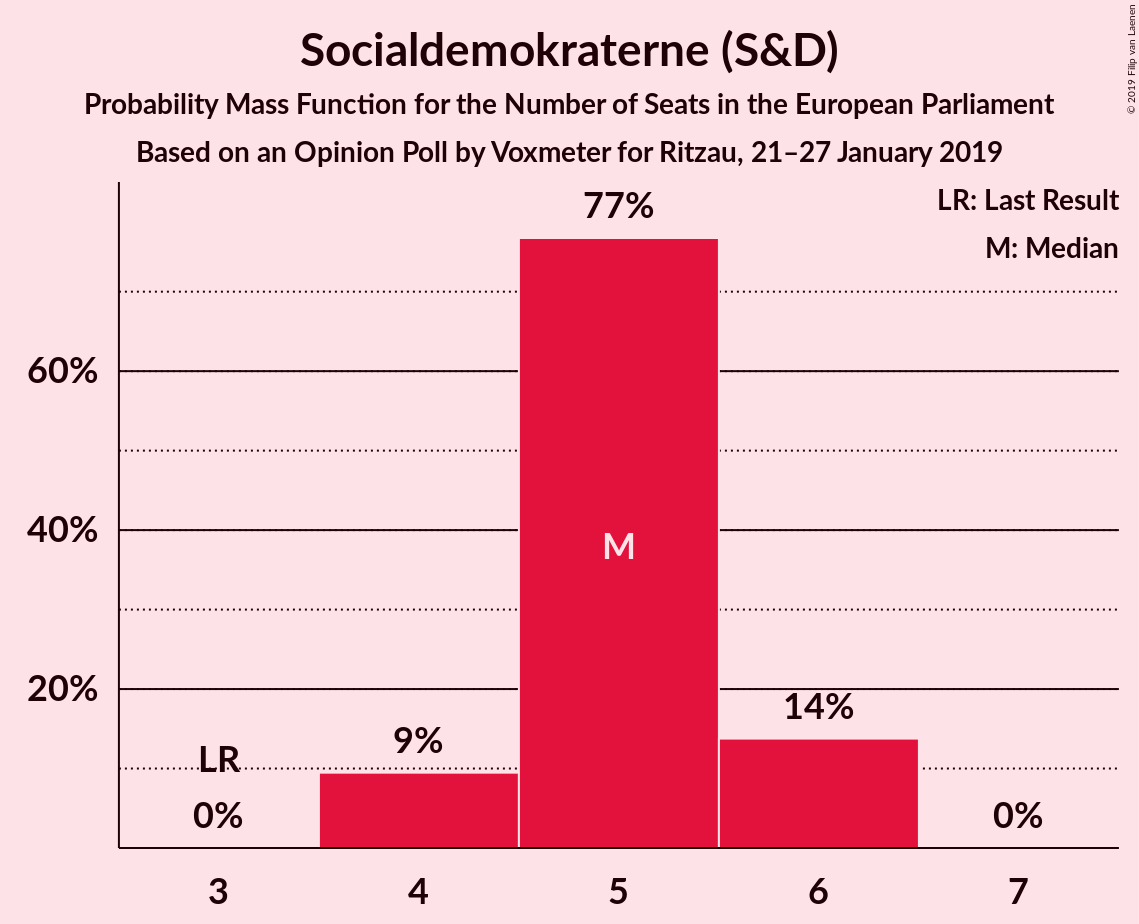 Socialdemokraterne (S&D)
Probability Mass Function for the Number of Seats in the European Parliament
Based on an Opinion Poll by Voxmeter for Ritzau, 21–27 January 2019
© 2019 Filip van Laenen
LR: Last Result
M: Median
77%
60%
40%
M
20%
14%
9%
LR
0%
0%
3 4 5 6 7